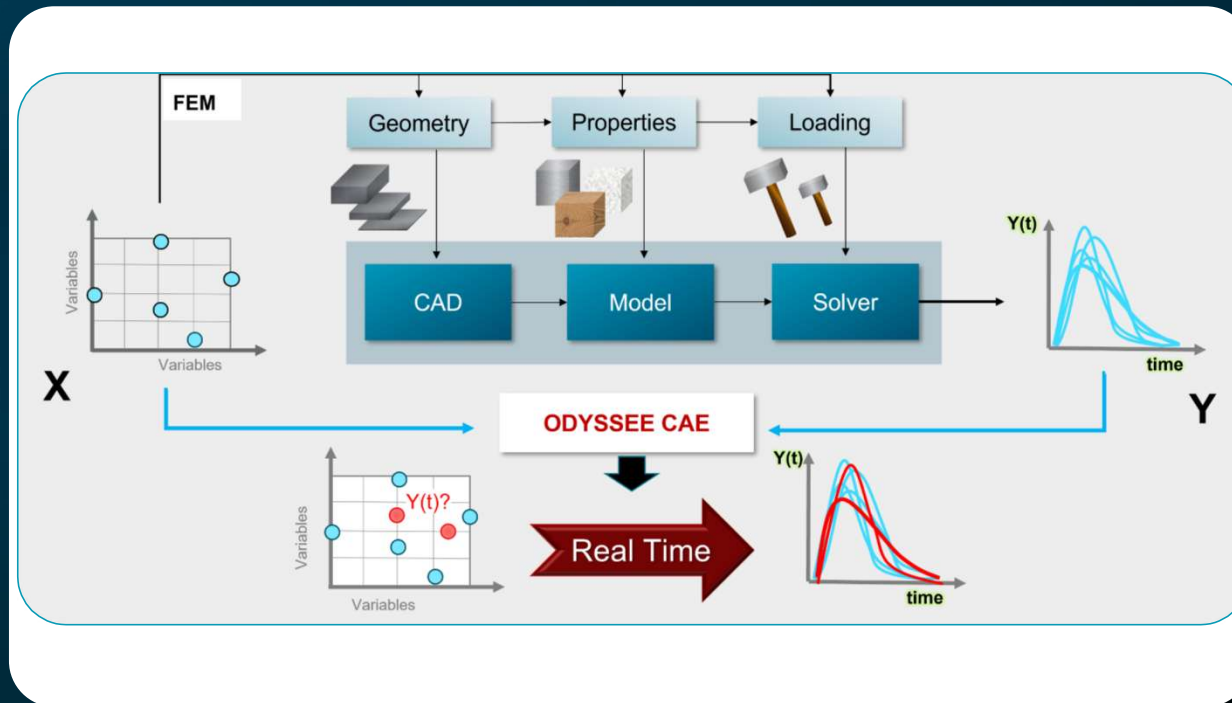 FEM
Geometry
Properties
Loading
Variables
Variables
X
CAD
Model
Solver
Y(t)
time
Y
ODYSSEE CAE
Variables
Y(t)?
Variables
Real Time
Y(t)
time